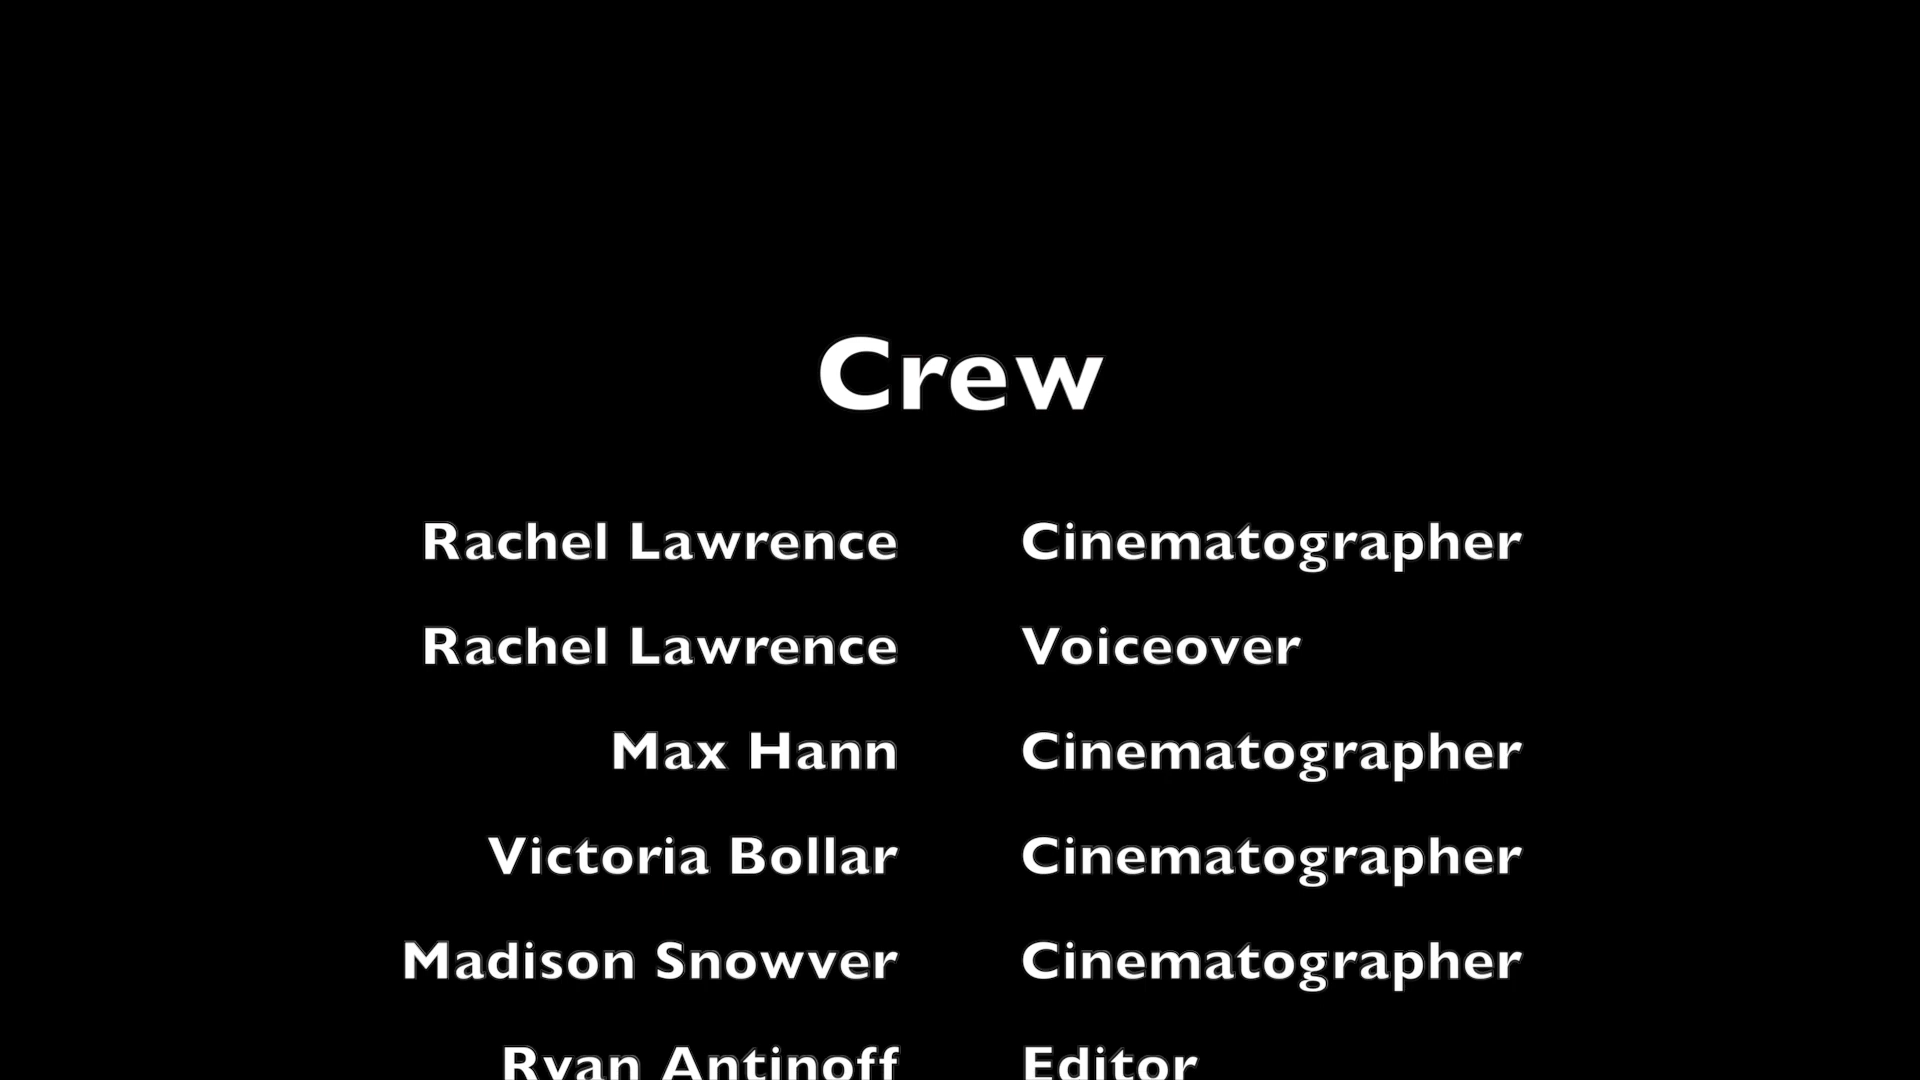 Crew
Rachel Lawrence Cinematographer
Rachel Lawrence Voiceover
Max Hann Cinematographer
Victoria Bollar Cinematographer
Madison Snowver Cinematographer
Ryan Antinoff Editor